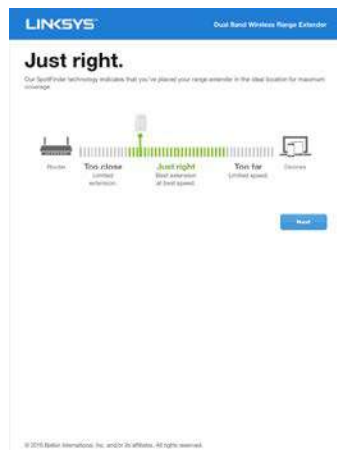 LINKSYS
Dual Band Wireless Range Extender
Just right.
Our SpotFinder technology indicates that you've placed your range extender in the ideal location for maximum
coverage.
Router
Too close
Limited
extension.
Just right
Best extension
at best speed.
Too far
Limited speed.
Devices
Next
© 2015 Belkin International, Inc. and/or its affiliates. All rights reserved.